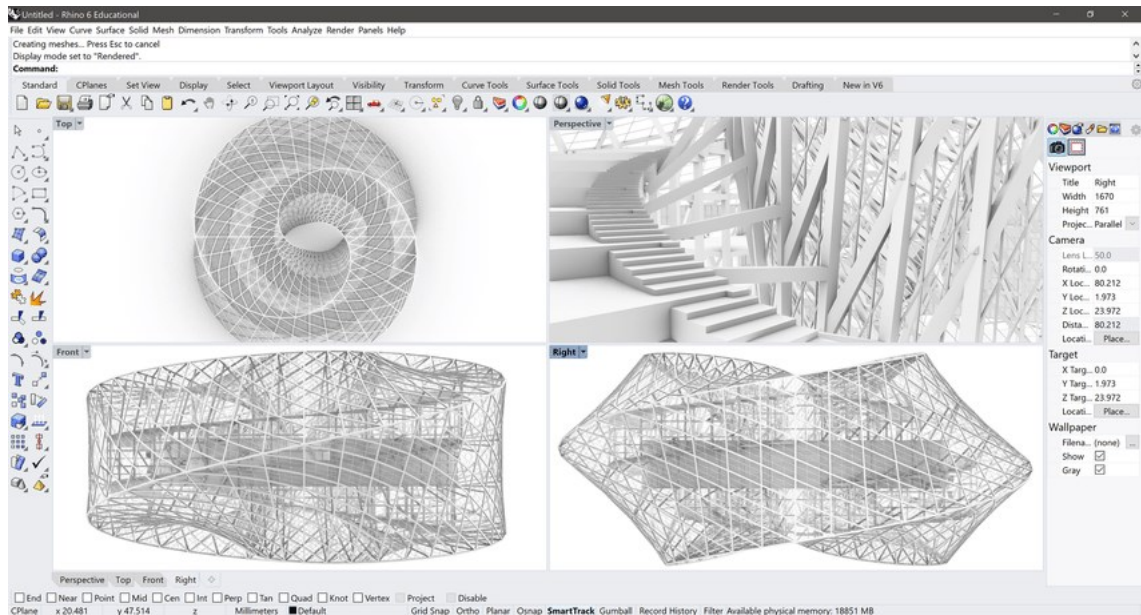 Untitled - Rhino 6 Educational
File Edit View Curve Surface Solid Mesh Dimension Transform Tools Analyze Render Panels Help
Creating meshes... Press Esc to cancel
Display mode set to "Rendered".
Command:
Standard CPlanes Set View Display Select Viewport Layout Visibility Transform Curve Tools Surface Tools Solid Tools Mesh Tools Render Tools Drafting New in V6
Top
Perspective
Front
Right
Viewport
Title Right
Width 1670
Height 761
Projec... Parallel
Camera
Lens L... 50.0
Rotati... 0.0
X Loc... 80.212
Y Loc... 1.973
Z Loc... 23.972
Dista... 80.212
Locati... Place...
Target
X Targ... 0.0
Y Targ... 1.973
Z Targ... 23.972
Locati... Place...
Wallpaper
Filena... (none) ...
Show
Gray
Perspective Top Front Right
End Near Point Mid Cen Int Perp Tan Quad Knot Vertex Project Disable
CPlane x 20.481 y 47.514 z Millimeters Default Grid Snap Ortho Planar Osnap SmartTrack Gumball Record History Filter Available physical memory: 18851 MB